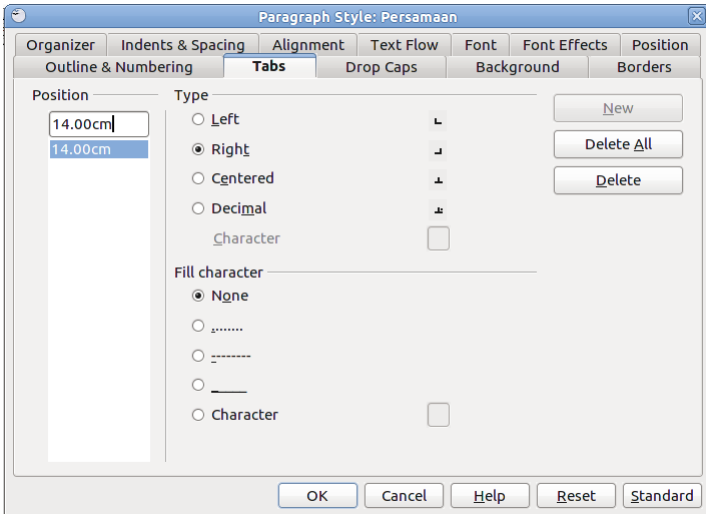 Paragraph Style: Persamaan
Organizer Indents & Spacing Alignment Text Flow Font Font Effects Position
Outline & Numbering Tabs Drop Caps Background Borders
Position Type
14.00cm Left New
14.00cm Right Delete All
Centered Delete
Decimal
Character
Fill character
None
.......
--------
_____
Character
OK Cancel Help Reset Standard